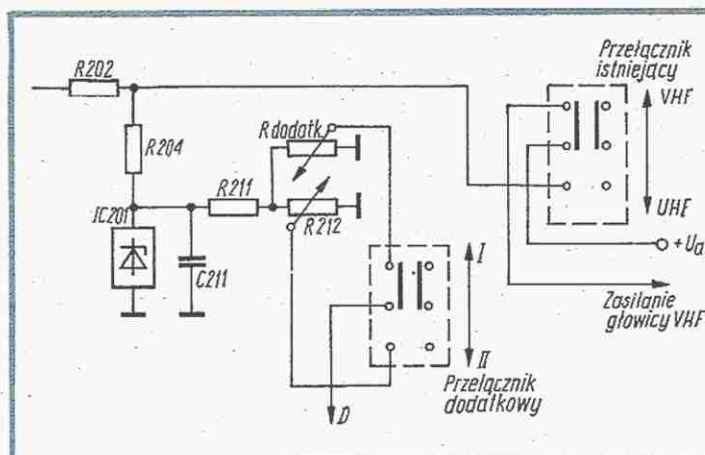 Przełącznik
istniejący
VHF
R202
R dodatk.
R204
R211
UHF
IC201
R212
+Ua
C211
I
Zasilanie
głowicy VHF
II
Przełącznik
dodatkowy
D